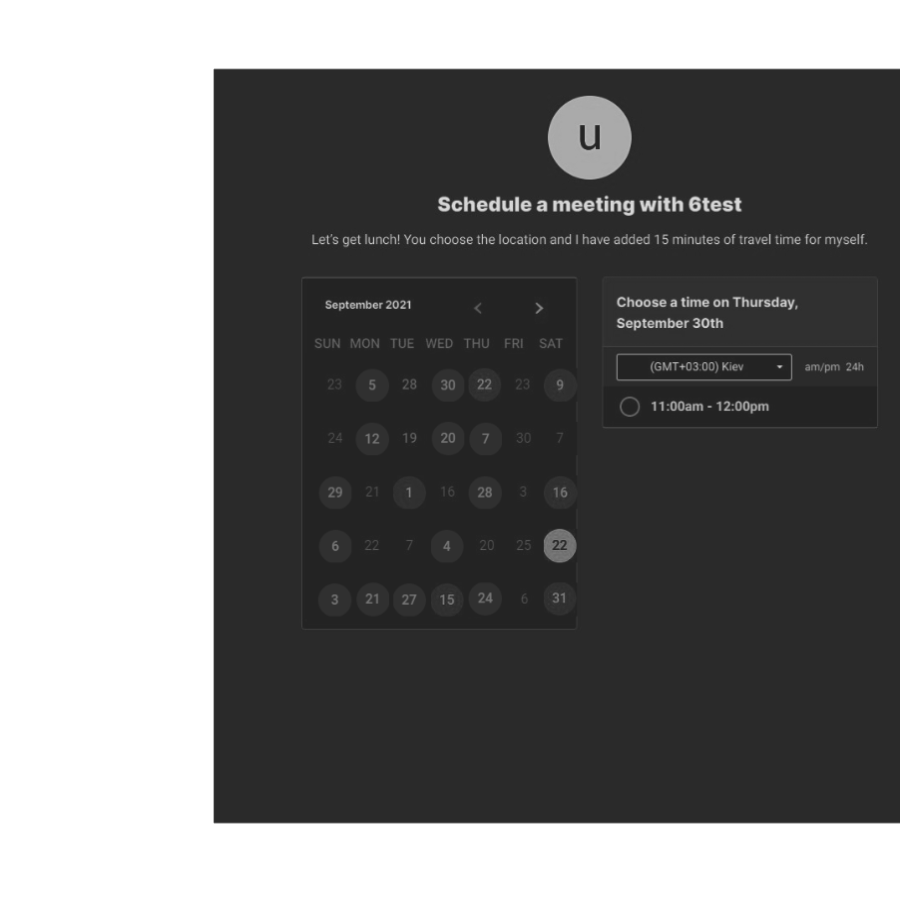 u
Schedule a meeting with 6test
Let's get lunch! You choose the location and I have added 15 minutes of travel time for myself.
September 2021
< >
SUN MON TUE WED THU FRI SAT
23 5 28 30 22 23 9
24 12 19 20 7 30 7
29 21 1 16 28 3 16
6 22 7 4 20 25 22
3 21 27 15 24 6 31
Choose a time on Thursday,
September 30th
(GMT+03:00) Kiev am/pm 24h
11:00am - 12:00pm